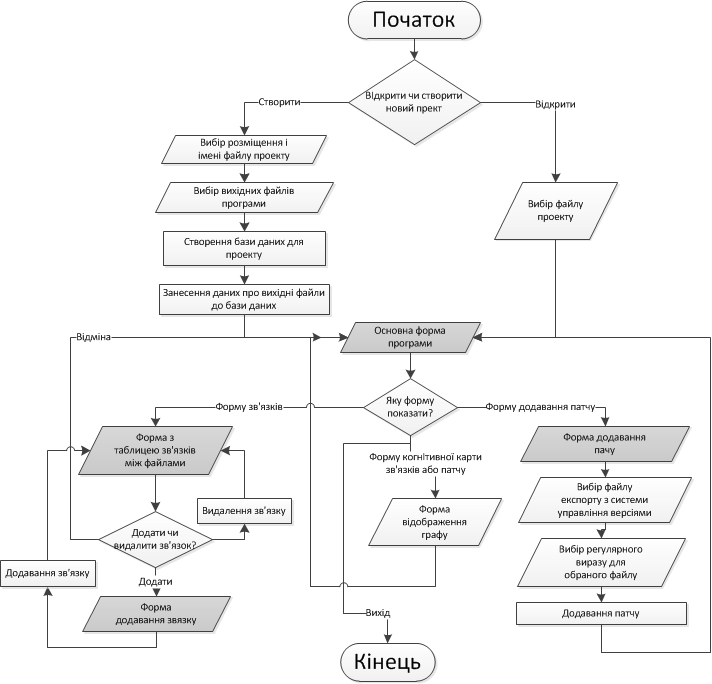 Початок
Відкрити чи створити
новий прект
Створити
Відкрити
Вибір розміщення і
імені файлу проекту
Вибір вихідних файлів
програми
Вибір файлу
проекту
Створення бази даних для
проекту
Занесення даних про вихідні файли
до бази даних
Відміна
Основна форма
програми
Яку форму
показати?
Форму зв'язків
Форму додавання патчу
Форма з
таблицею зв'язків
між файлами
Форма додавання
пачу
Форму когнітивної карти
зв'язків або патчу
Вибір файлу
експорту з системи
управління версіями
Видалення зв'язку
Форма
відображення
графу
Додати чи
видалити зв'язок?
Вибір регулярного
виразу для
обраного файлу
Додавання зв'язку
Додати
Форма
додавання звязку
Вихід
Додавання патчу
Кінець